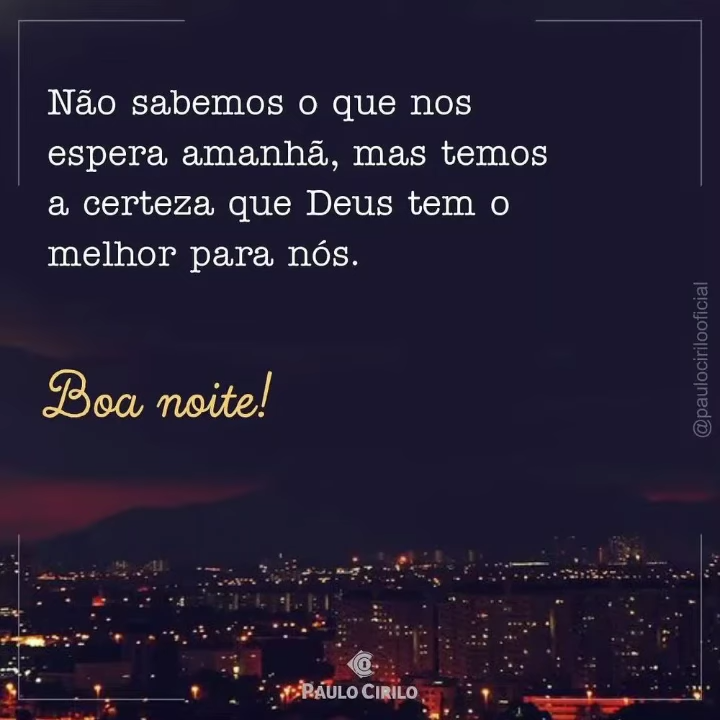 Não sabemos o que nos
espera amanhã, mas temos
a certeza que Deus tem o
melhor para nós.
Boa noite!
@paulocirilooficial
PAULO CIRILO